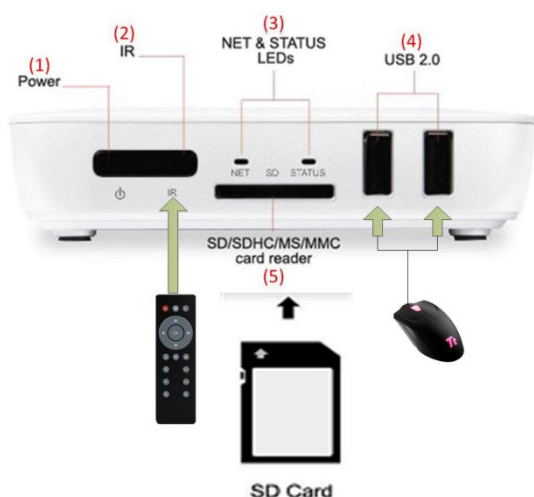 (1)
Power
(2)
IR
(3)
NET & STATUS
LEDs
(4)
USB 2.0
NET SD STATUS
IR
SD/SDHC/MS/MMC
card reader
(5)
Tt
SD Card